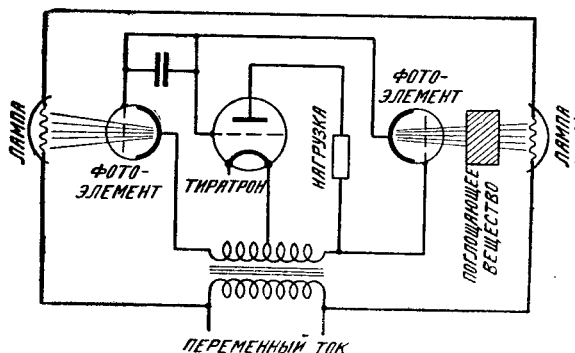 ФОТО-
ЭЛЕМЕНТ
ЛАМПА
ФОТО-
ЭЛЕМЕНТ
ТИРАТРОН
НАГРУЗКА
ПОГЛОЩАЮЩЕЕ
ВЕЩЕСТВО
ЛАМПА
ПЕРЕМЕННЫЙ ТОК